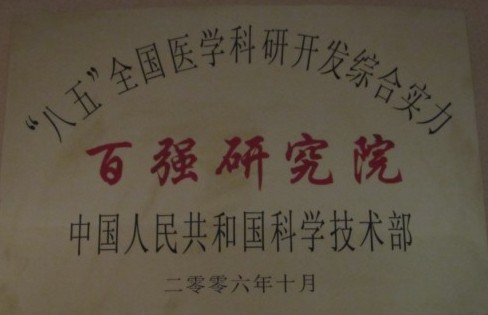 “八五”全国医学科研开发综合实力
百强研究院
中国人民共和国科学技术部
二零零六年十月